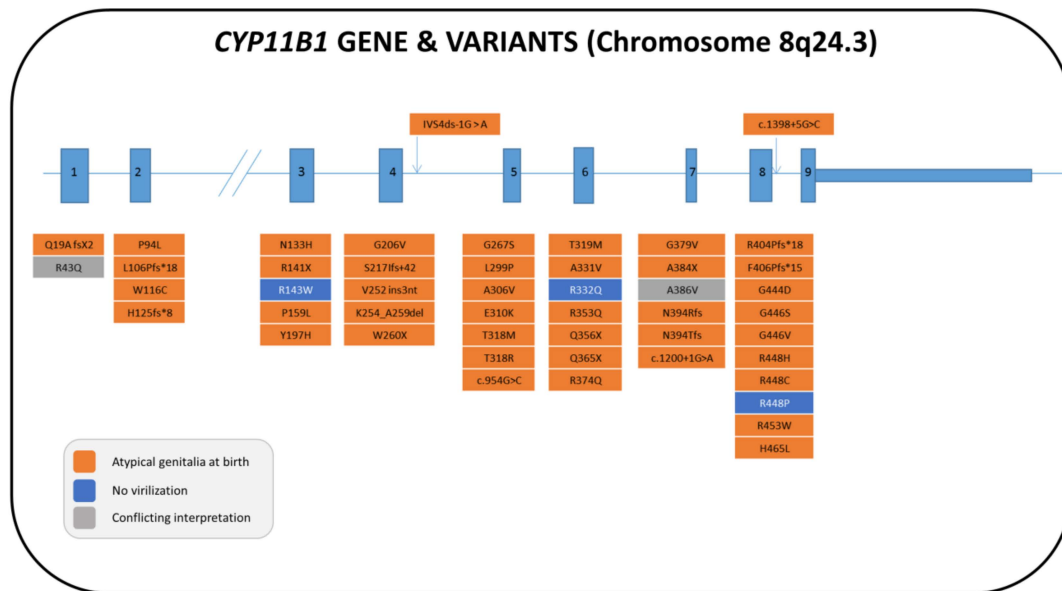 CYP11B1 GENE & VARIANTS (Chromosome 8q24.3)
IVS4ds-1G > A
c.1398+5G>C
1
2
3
4
5
6
7
8
9
Q19A fsX2
R43Q
P94L
L106Pfs*18
W116C
H125fs*8
N133H
R141X
R143W
P159L
Y197H
G206V
S217Ifs+42
V252 ins3nt
K254_A259del
W260X
G267S
L299P
A306V
E310K
T318M
T318R
c.954G>C
T319M
A331V
R332Q
R353Q
Q356X
Q365X
R374Q
G379V
A384X
A386V
N394Rfs
N394Tfs
c.1200+1G>A
R404Pfs*18
F406Pfs*15
G444D
G446S
G446V
R448H
R448C
R448P
R453W
H465L
Atypical genitalia at birth
No virilization
Conflicting interpretation